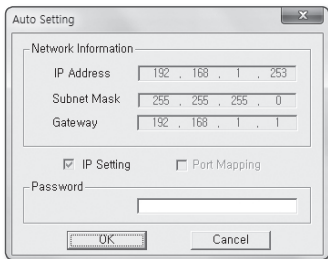 Auto Setting
Network Information
IP Address 192 . 168 . 1 . 253
Subnet Mask 255 . 255 . 255 . 0
Gateway 192 . 168 . 1 . 1
IP Setting Port Mapping
Password
OK Cancel